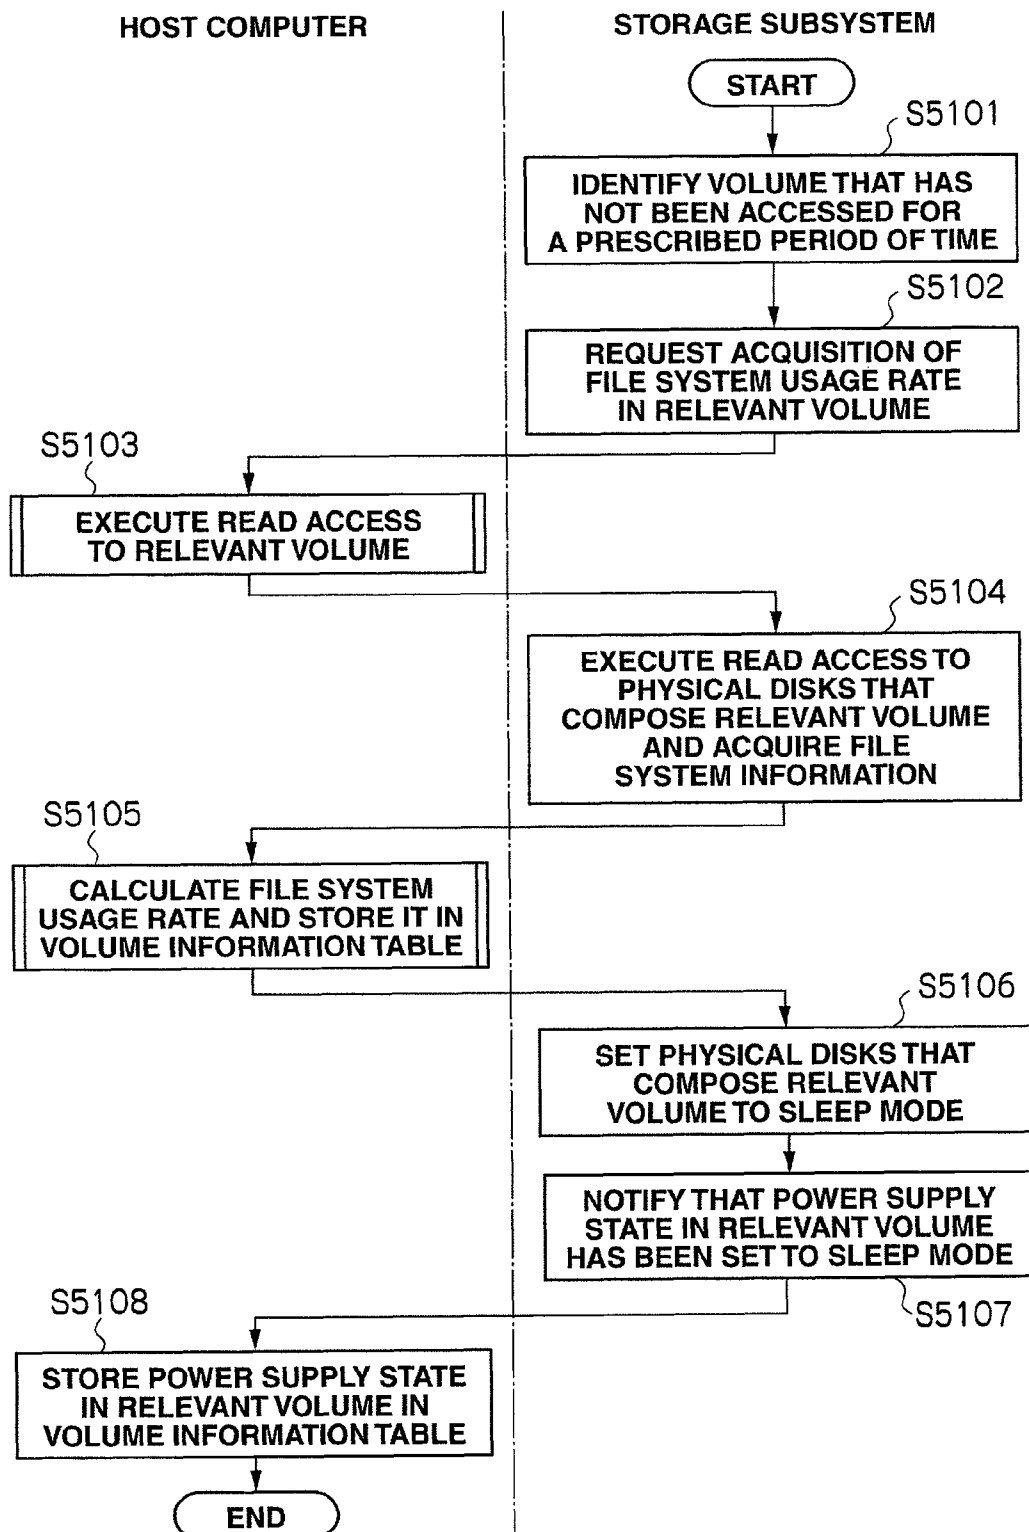 HOST COMPUTER
STORAGE SUBSYSTEM
START
S5101
IDENTIFY VOLUME THAT HAS
NOT BEEN ACCESSED FOR
A PRESCRIBED PERIOD OF TIME
S5102
REQUEST ACQUISITION OF
FILE SYSTEM USAGE RATE
IN RELEVANT VOLUME
S5103
EXECUTE READ ACCESS
TO RELEVANT VOLUME
S5104
EXECUTE READ ACCESS TO
PHYSICAL DISKS THAT
COMPOSE RELEVANT VOLUME
AND ACQUIRE FILE
SYSTEM INFORMATION
S5105
CALCULATE FILE SYSTEM
USAGE RATE AND STORE IT IN
VOLUME INFORMATION TABLE
S5106
SET PHYSICAL DISKS THAT
COMPOSE RELEVANT
VOLUME TO SLEEP MODE
NOTIFY THAT POWER SUPPLY
STATE IN RELEVANT VOLUME
HAS BEEN SET TO SLEEP MODE
S5107
S5108
STORE POWER SUPPLY STATE
IN RELEVANT VOLUME IN
VOLUME INFORMATION TABLE
END